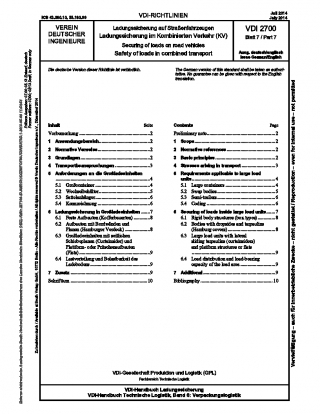 ICS 03.220.20, 55.180.99
VDI-RICHTLINIEN
Juli 2014
July 2014
VEREIN
DEUTSCHER
INGENIEURE
Ladungssicherung auf Straßenfahrzeugen
Ladungssicherung im Kombinierten Verkehr (KV)
Securing of loads on road vehicles
Safety of loads in combined transport
VDI 2700
Blatt 7 / Part 7
Ausg. deutsch/englisch
Issue German/English
Die deutsche Version dieser Richtlinie ist verbindlich.
The German version of this standard shall be taken as authoritative. No guarantee can be given with respect to the English translation.
Inhalt Seite
Vorbemerkung 2
1 Anwendungsbereich 2
2 Normative Verweise 2
3 Grundlagen 2
4 Transportbeanspruchungen 3
5 Anforderungen an die Großladeeinheiten 4
5.1 Großcontainer 4
5.2 Wechselbehälter 5
5.3 Sattelanhänger 6
5.4 Kennzeichnung 6
6 Ladungssicherung in Großladeeinheiten 7
6.1 Feste Aufbauten (Kofferbauarten) 7
6.2 Aufbauten mit Bordwänden und
Planen (Hamburger Verdeck) 8
6.3 Großladeeinheiten mit seitlichen
Schiebeplanen (Curtainsider) und
Plattform- oder Pritschenaufbauten
(Flats) 9
6.4 Lastverteilung und Belastbarkeit des
Ladebodens 9
7 Zusatz 9
Schrifttum 10
Contents Page
Preliminary note 2
1 Scope 2
2 Normative references 2
3 Basic principles 2
4 Stresses arising in transport 3
5 Requirements applicable to large load
units 4
5.1 Large containers 4
5.2 Swap bodies 5
5.3 Semi-trailers 6
5.4 Coding 6
6 Securing of loads inside large load units 7
6.1 Rigid body structures (box types) 7
6.2 Bodies with dropsides and tarpaulins
(Hamburg covers) 8
6.3 Large load units with lateral
sliding tarpaulins (curtainsiders)
and platform structures or flats 9
6.4 Load distribution and load-bearing
capacity of the load area 9
7 Additional 9
Bibliography 10
VDI-Gesellschaft Produktion und Logistik (GPL)
Fachbereich Technische Logistik
VDI-Handbuch Ladungssicherung
VDI-Handbuch Technische Logistik, Band 6: Verpackungslogistik
Vervielfältigung – auch für innerbetriebliche Zwecke – nicht gestattet / Reproduction – even for internal use – not permitted